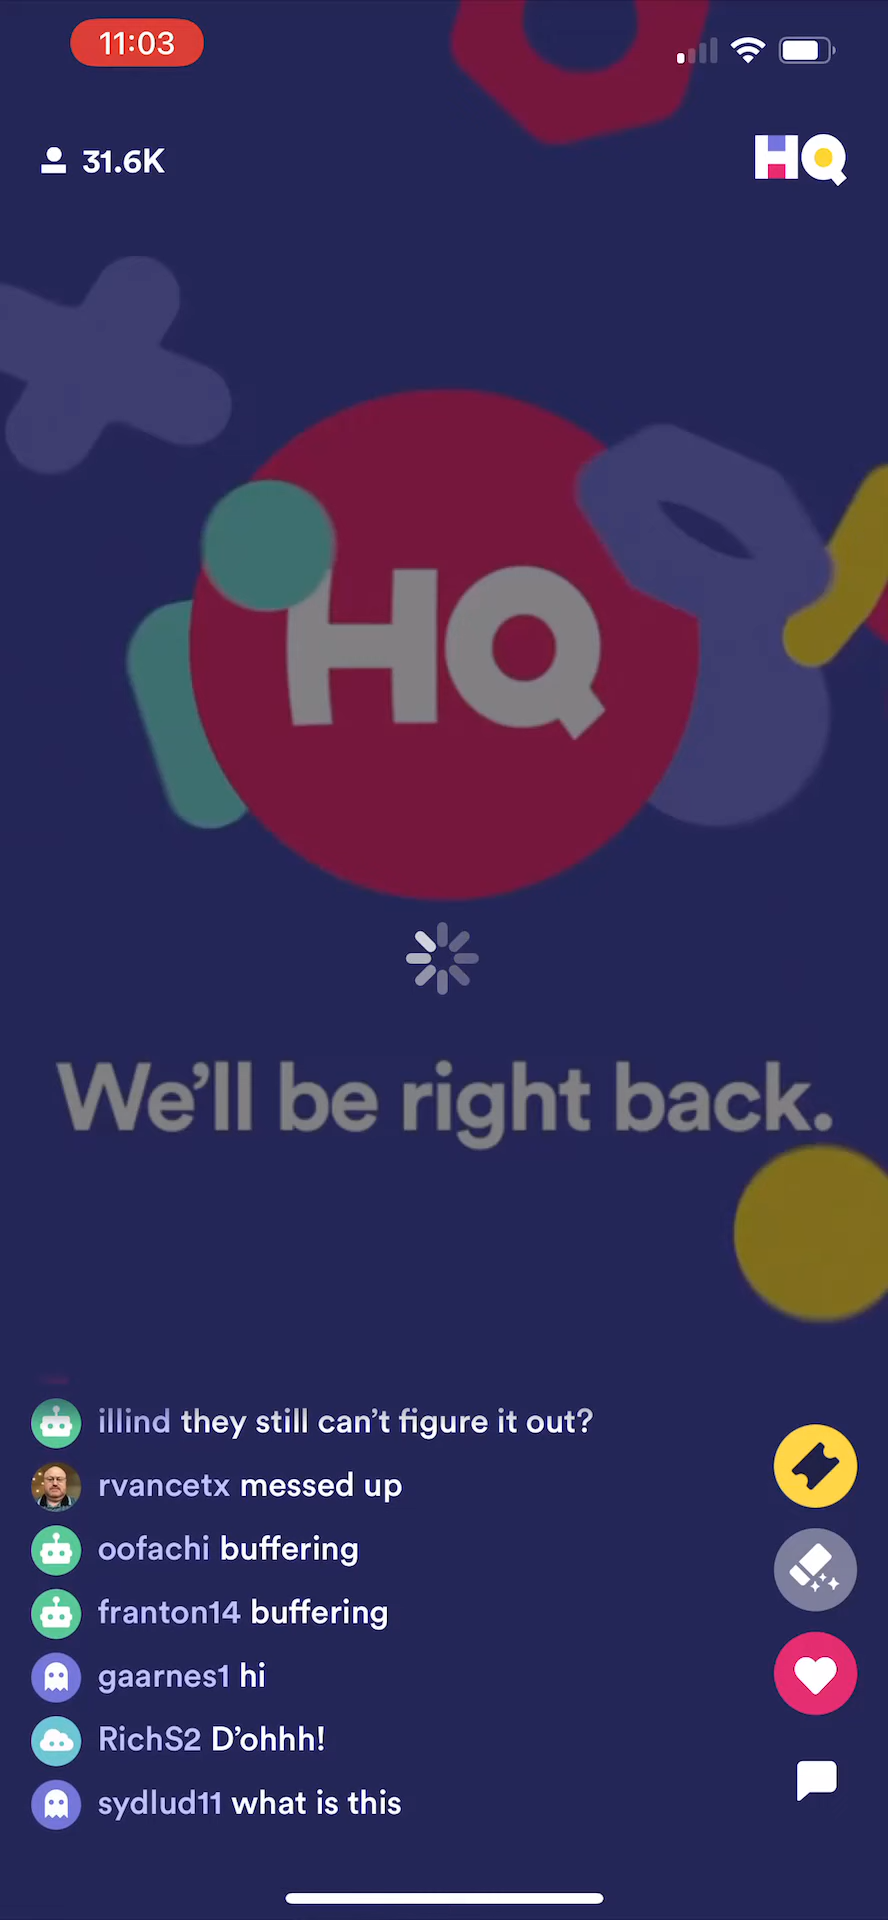 11:03
31.6K
HQ
HQ
We'll be right back.
illind they still can't figure it out?
rvancetx messed up
oofachi buffering
franton14 buffering
gaarnes1 hi
RichS2 D'ohhh!
sydlud11 what is this